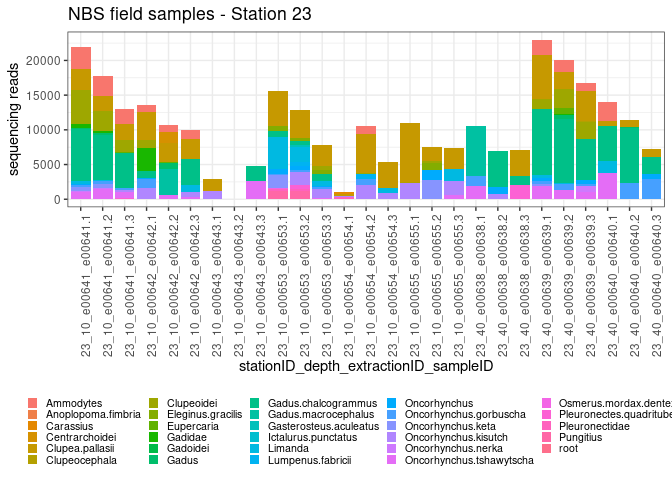 NBS field samples - Station 23
sequencing reads
20000
15000
10000
5000
0
23_10_e00641_e00641.1
23_10_e00641_e00641.2
23_10_e00641_e00641.3
23_10_e00642_e00642.1
23_10_e00642_e00642.2
23_10_e00642_e00642.3
23_10_e00643_e00643.1
23_10_e00643_e00643.2
23_10_e00643_e00643.3
23_10_e00653_e00653.1
23_10_e00653_e00653.2
23_10_e00653_e00653.3
23_10_e00654_e00654.1
23_10_e00654_e00654.2
23_10_e00654_e00654.3
23_10_e00655_e00655.1
23_10_e00655_e00655.2
23_10_e00655_e00655.3
23_40_e00638_e00638.1
23_40_e00638_e00638.2
23_40_e00638_e00638.3
23_40_e00639_e00639.1
23_40_e00639_e00639.2
23_40_e00639_e00639.3
23_40_e00640_e00640.1
23_40_e00640_e00640.2
23_40_e00640_e00640.3
stationID_depth_extractionID_sampleID
Ammodytes
Anoplopoma.fimbria
Carassius
Centrarchoidei
Clupea.pallasii
Clupeocephala
Clupeoidei
Eleginus.gracilis
Eupercaria
Gadidae
Gadoidei
Gadus
Gadus.chalcogrammus
Gadus.macrocephalus
Gasterosteus.aculeatus
Ictalurus.punctatus
Limanda
Lumpenus.fabricii
Oncorhynchus
Oncorhynchus.gorbuscha
Oncorhynchus.keta
Oncorhynchus.kisutch
Oncorhynchus.nerka
Oncorhynchus.tshawytscha
Osmerus.mordax.dente
Pleuronectes.quaditube
Pleuronectidae
Pungitius
root